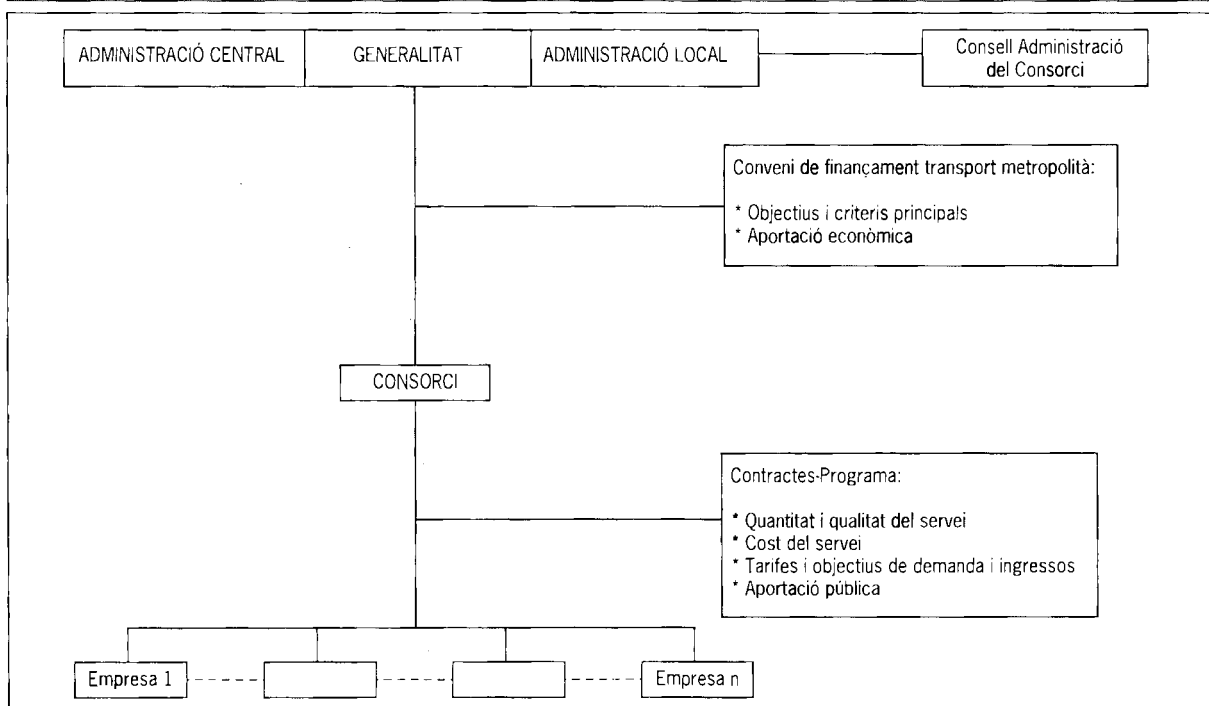 ADMINISTRACIÓ CENTRAL
GENERALITAT
ADMINISTRACIÓ LOCAL
Consell Administració
del Consorci
Conveni de finançament transport metropolità:
* Objectius i criteris principals
* Aportació econòmica
CONSORCI
Contractes-Programa:
* Quantitat i qualitat del servei
* Cost del servei
* Tarifes i objectius de demanda i ingressos
* Aportació pública
Empresa 1
Empresa n